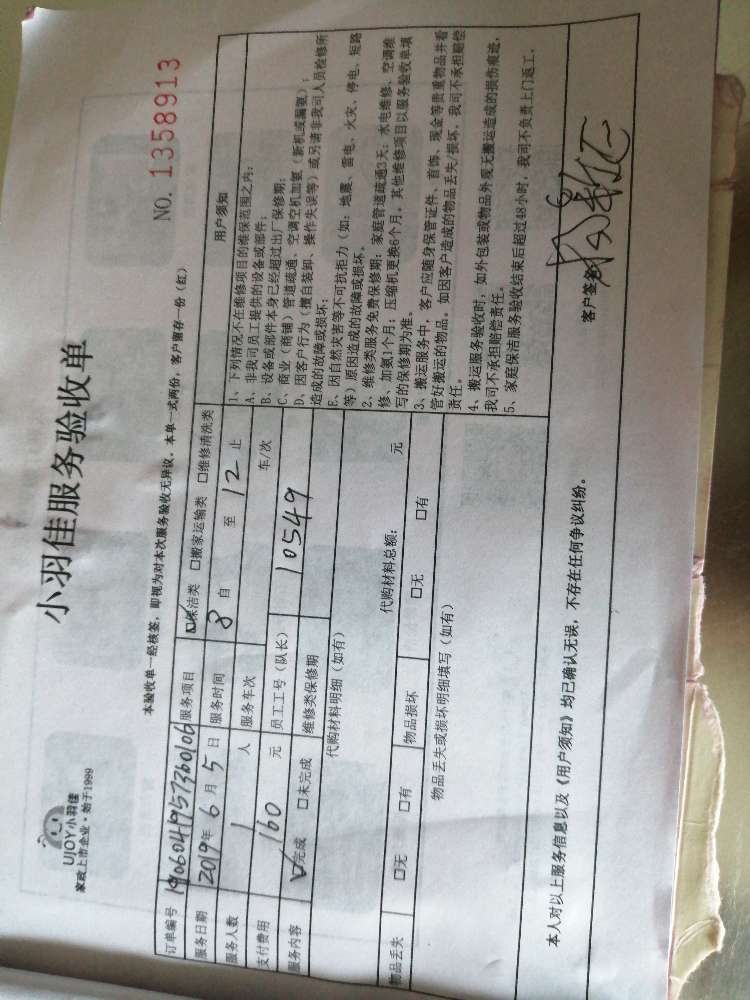 UJOY小羽佳
家政上市企业·始于1999
小羽佳服务验收单
NO. 1358913
本验收单一经核签，即视为对本次服务验收无异议。本单一式两份，客户留存一份（红）
订单编号 服务项目 ☑保洁类 □搬家运输类 □维修清洗类
服务日期 2019年 6月 5日 服务时间 8 自 至 12 止
服务人数 1 人 服务车次 车/次
支付费用 160 元 员工工号（队长） 10549
服务内容 ☑完成 □未完成 维修类保修期
代购材料明细（如有）
代购材料总额： 元
物品丢失 □无 □有 物品损坏 □无 □有
物品丢失或损坏明细填写（如有）
用户须知
1、下列情况不在维修项目的维保范围之内：
A、非我司员工提供的设备或部件；
B、设备或部件本身已经超过出厂保修期；
C、商业（商铺）管道疏通、空调空机加氨（新机或漏氨）；
D、因客户行为（擅自装卸、操作失误等）或另请非我司人员检修所
造成的故障或损坏；
E、因自然灾害等不可抗拒力（如：地震、雷电、火灾、停电、短路
等）原因造成的故障或损坏。
2、维修类服务免费保修期：家庭管道疏通3天；水电维修、空调维
修、加氨1个月；压缩机更换6个月，其他维修项目以服务验收单填
写的保修期为准。
3、搬运服务中，客户应随身保管证件、首饰、现金等贵重物品并看
管好搬运的物品。如因客户造成的物品丢失/损坏，我司不承担赔偿
责任。
4、搬运服务验收时，如外包装或物品外观无搬运造成的损伤痕迹，
我司不承担赔偿责任。
5、家庭保洁服务验收结束后超过48小时，我司不负责上门返工。
本人对以上服务信息以及《用户须知》均已确认无误，不存在任何争议纠纷。
客户签名